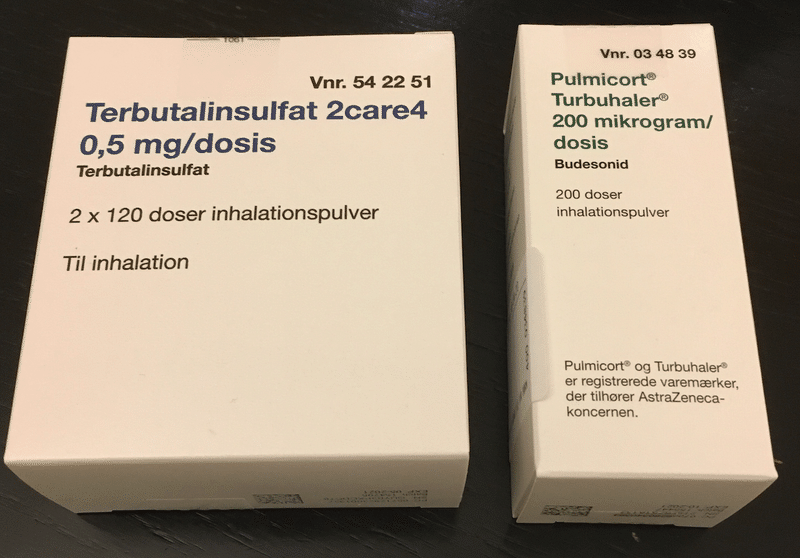 Vnr. 54 22 51
Terbutalinsulfat 2care4
0,5 mg/dosis
Terbutalinsulfat
2 x 120 doser inhalationspulver
Til inhalation
Vnr. 03 48 39
Pulmicort®
Turbuhaler®
200 mikrogram/
dosis
Budesonid
200 doser
inhalationspulver
Pulmicort® og Turbuhaler®
er registrerede varemærker,
der tilhører AstraZeneca-
koncernen.